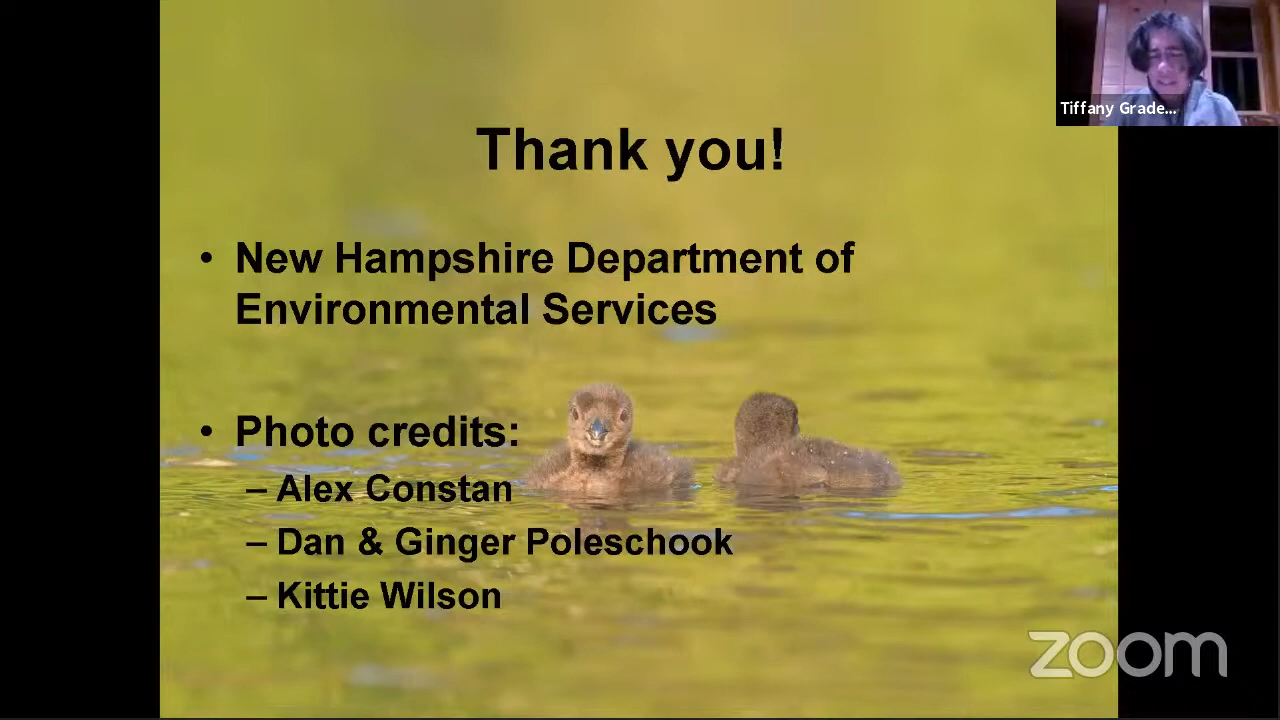 Tiffany Grade...
Thank you!
• New Hampshire Department of
Environmental Services
• Photo credits:
– Alex Constan
– Dan & Ginger Poleschook
– Kittie Wilson
zoom